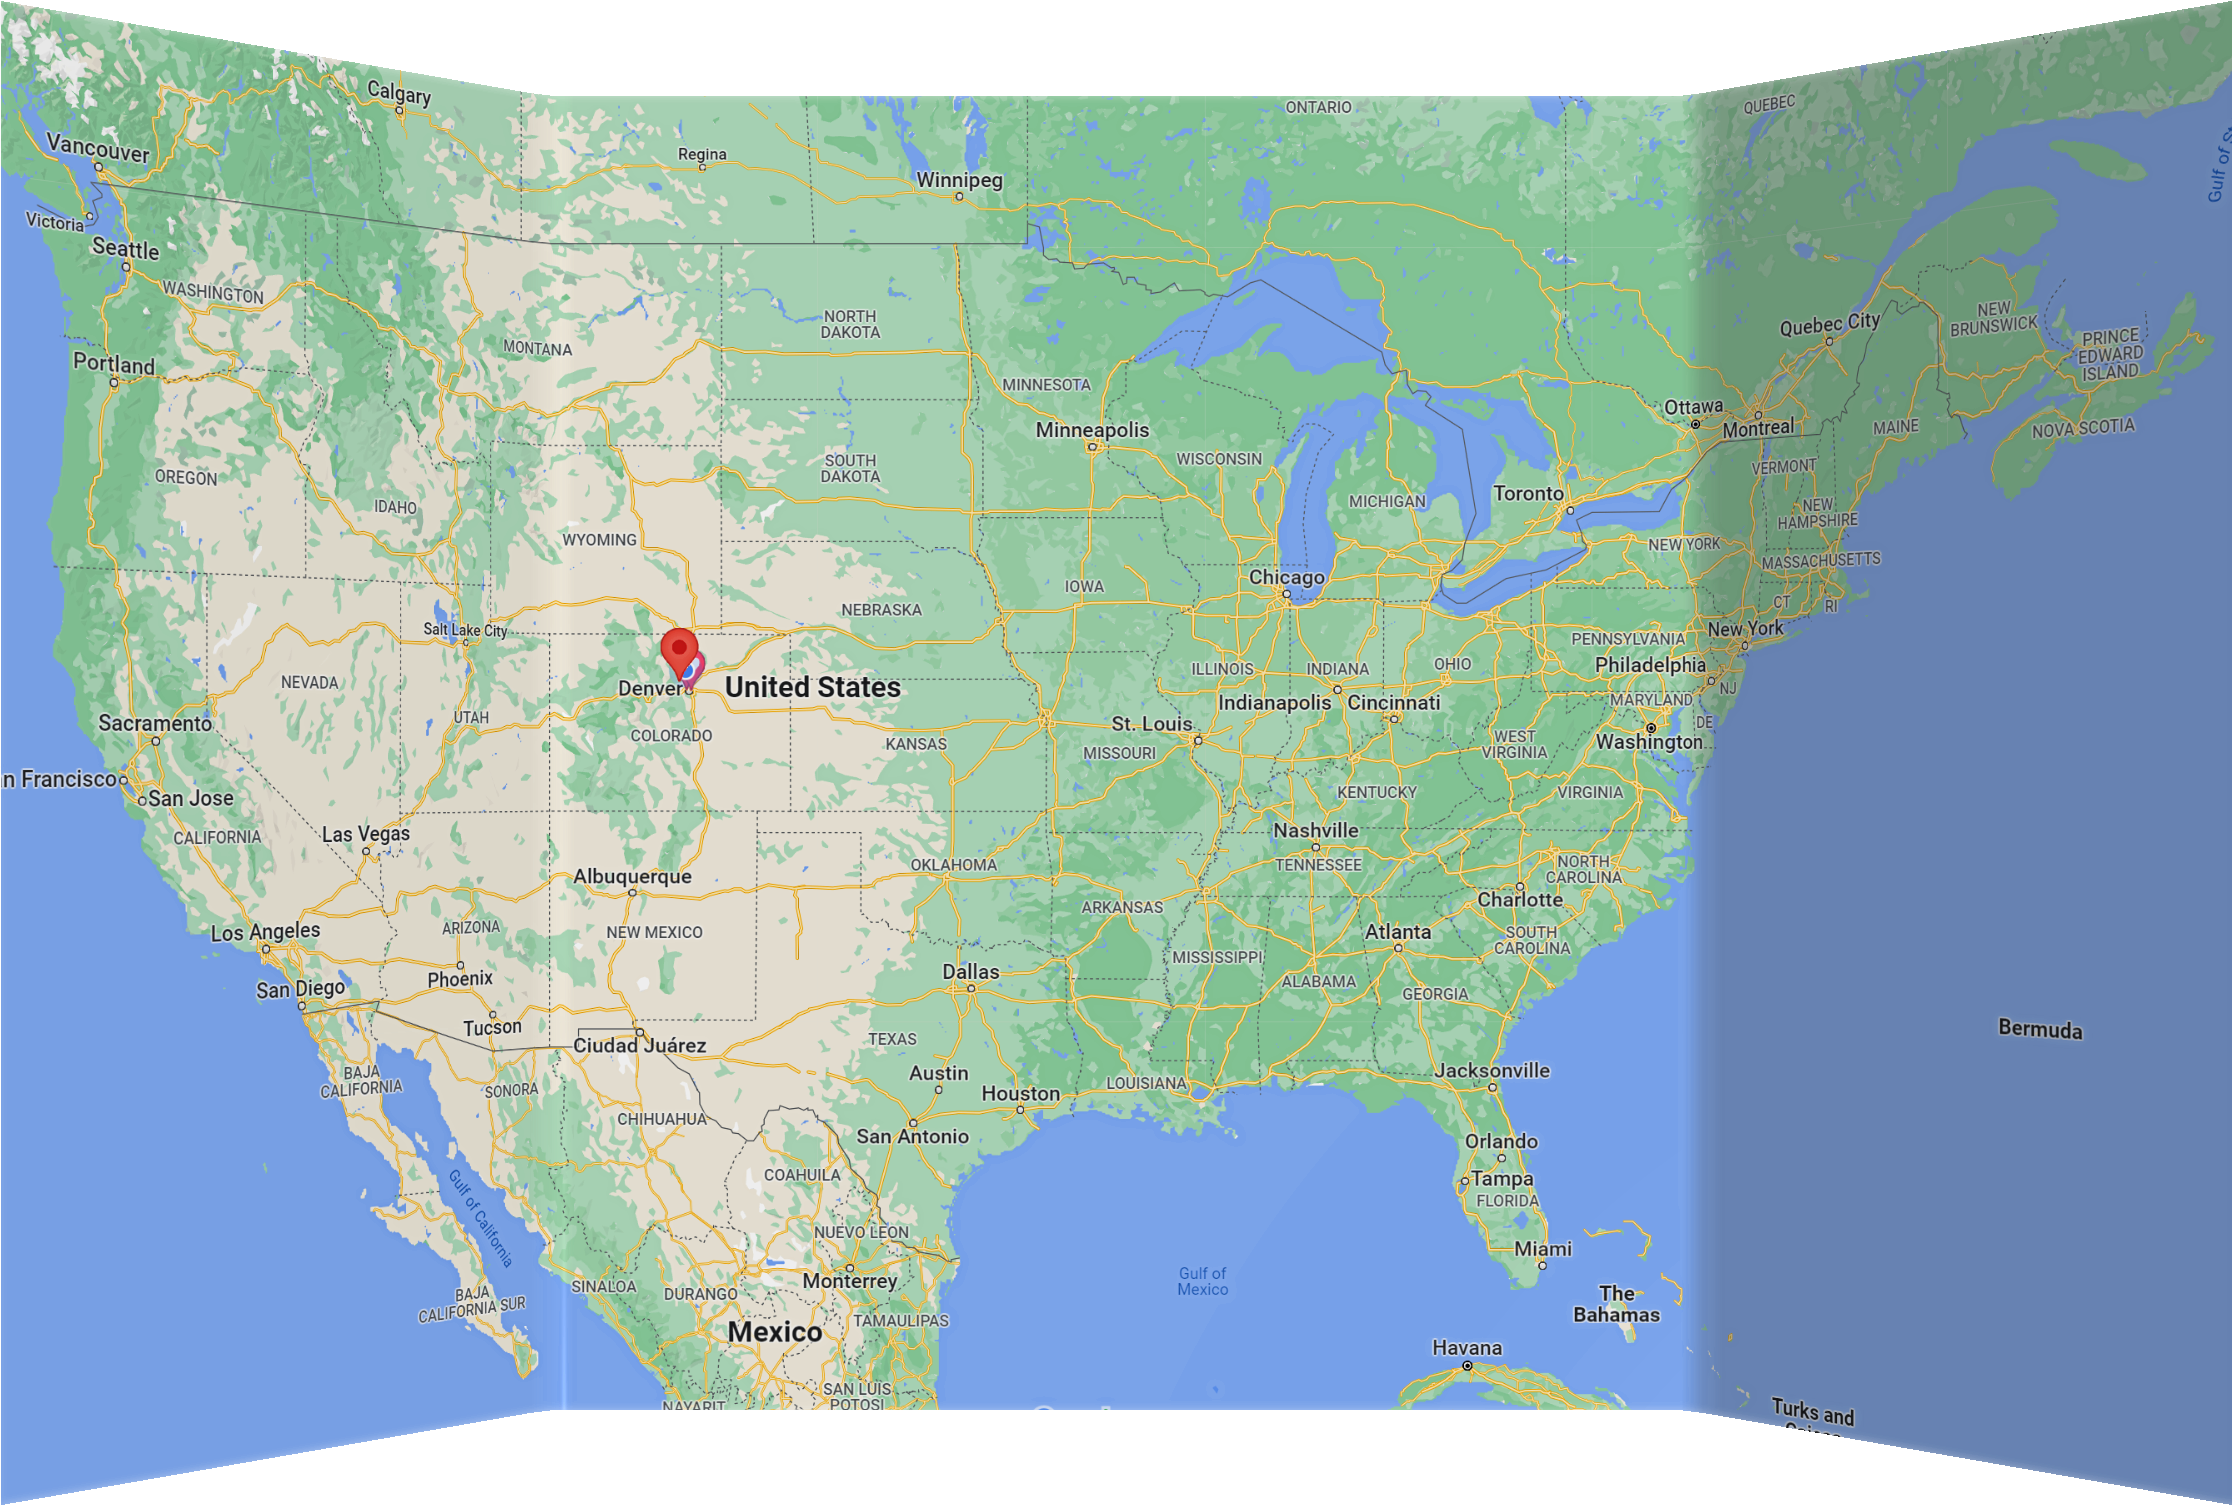 Calgary
QUEBEC
ONTARIO
Vancouver
Regina
Winnipeg
Gulf of S
Victoria
Seattle
WASHINGTON
MONTANA
NORTH
DAKOTA
Quebec City
NEW
BRUNSWICK
PRINCE
EDWARD
ISLAND
Portland
MINNESOTA
Ottawa
Montreal
MAINE
NOVA SCOTIA
Minneapolis
WISCONSIN
SOUTH
DAKOTA
VERMONT
OREGON
IDAHO
MICHIGAN
Toronto
NEW
HAMPSHIRE
WYOMING
NEW YORK
MASSACHUSETTS
Chicago
IOWA
NEBRASKA
CT
RI
Salt Lake City
New York
PENNSYLVANIA
NEVADA
Denver
United States
ILLINOIS
INDIANA
OHIO
Philadelphia
NJ
Sacramento
UTAH
COLORADO
KANSAS
St. Louis
Indianapolis
Cincinnati
MARYLAND
DE
Washington
MISSOURI
WEST
VIRGINIA
n Francisco
San Jose
KENTUCKY
VIRGINIA
CALIFORNIA
Las Vegas
Nashville
TENNESSEE
Albuquerque
OKLAHOMA
NORTH
CAROLINA
Charlotte
ARKANSAS
Los Angeles
ARIZONA
NEW MEXICO
Atlanta
SOUTH
CAROLINA
MISSISSIPPI
Phoenix
Dallas
ALABAMA
GEORGIA
San Diego
Tucson
Ciudad Juárez
TEXAS
Bermuda
BAJA
CALIFORNIA
SONORA
Austin
Houston
LOUISIANA
Jacksonville
CHIHUAHUA
San Antonio
Orlando
COAHUILA
Tampa
FLORIDA
Gulf of California
NUEVO LEON
Miami
Monterrey
Gulf of
Mexico
SINALOA
DURANGO
The
Bahamas
BAJA
CALIFORNIA SUR
Mexico
TAMAULIPAS
Havana
SAN LUIS
POTOSI
NAYARIT
Turks and